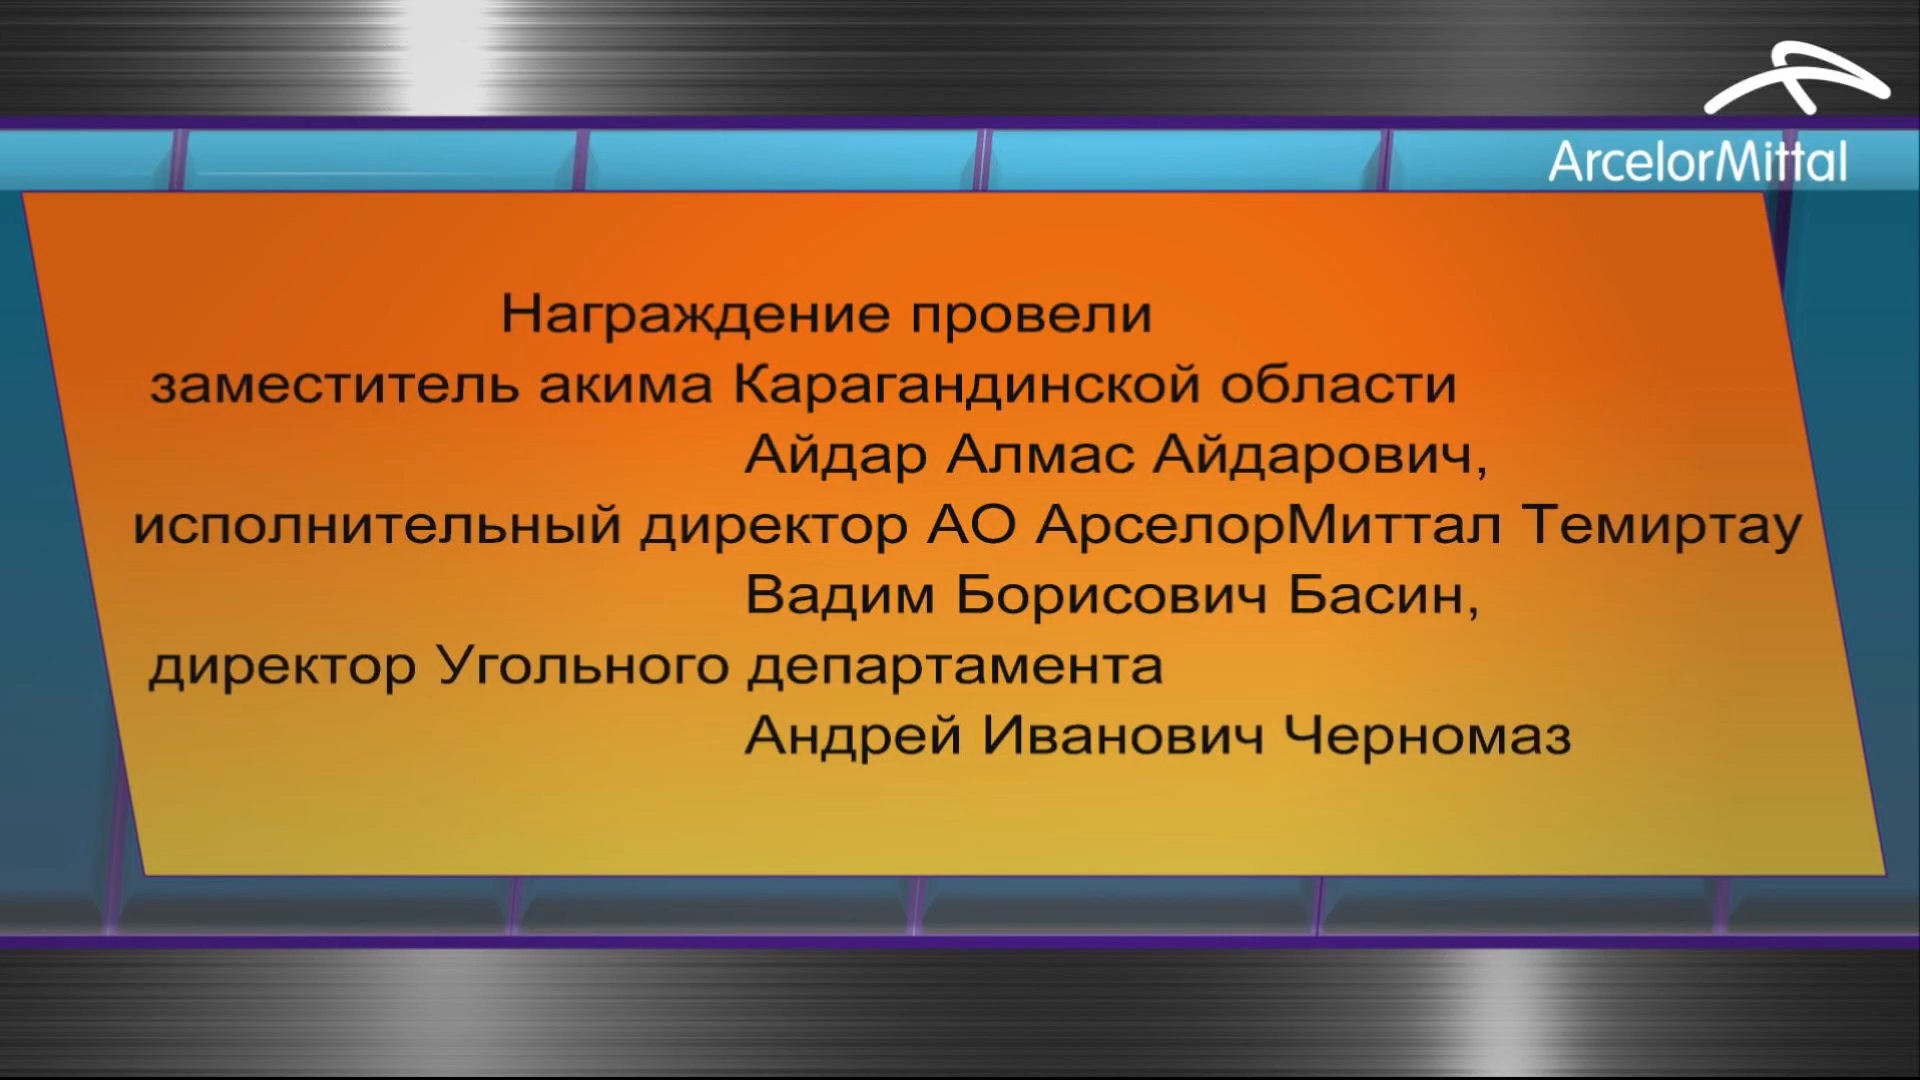 ArcelorMittal
Награждение провели
заместитель акима Карагандинской области
Айдар Алмас Айдарович,
исполнительный директор АО АрселорМиттал Темиртау
Вадим Борисович Басин,
директор Угольного департамента
Андрей Иванович Черномаз